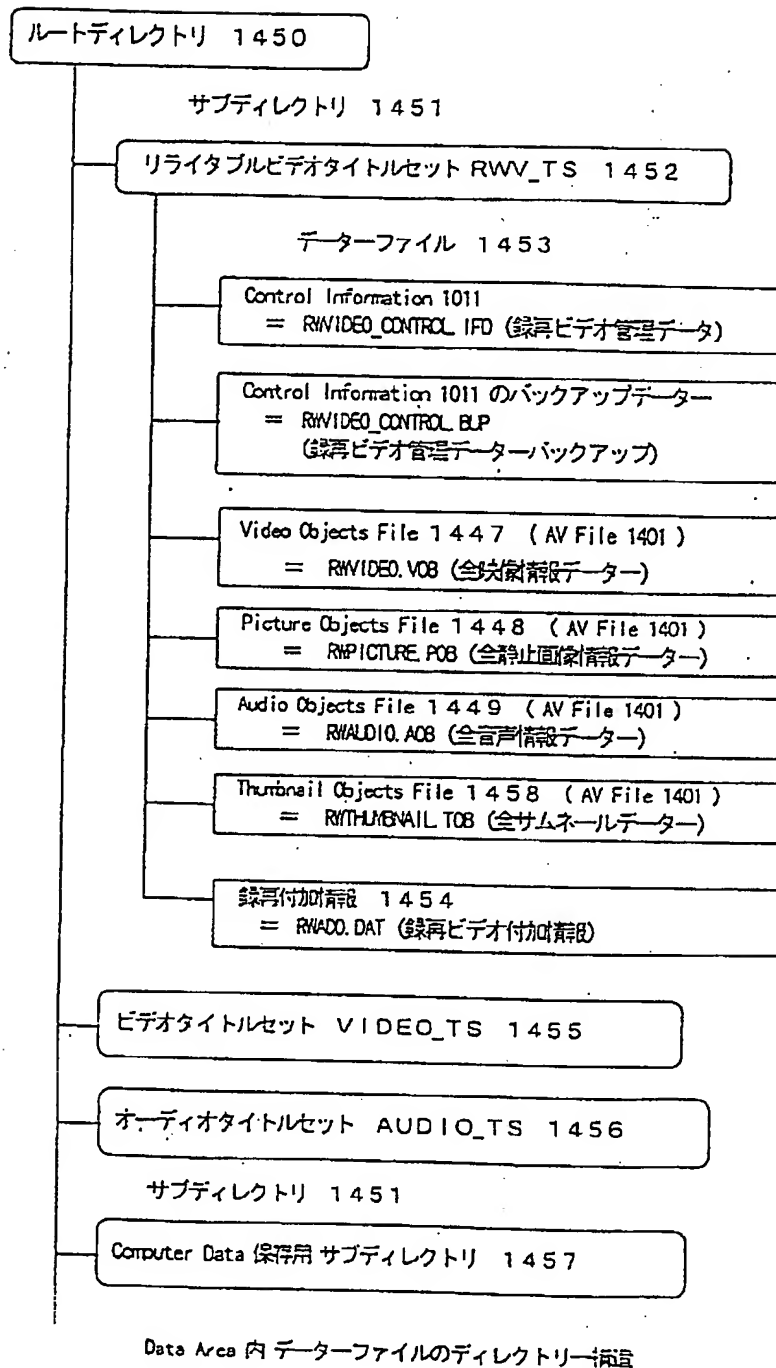 ルートディレクトリ 1450
サブディレクトリ 1451
リライタブルビデオタイトルセット RWV_TS 1452
データーファイル 1453
Control Information 1011
= RWVIDEO_CONTROL.IFO (録再ビデオ管理データ)
Control Information 1011 のバックアップデーター
= RWVIDEO_CONTROL.BUP
(録再ビデオ管理データーバックアップ)
Video Objects File 1447 (AV File 1401)
= RWVIDEO.VOB (全映像情報データー)
Picture Objects File 1448 (AV File 1401)
= RWPICTURE.POB (全静止画像情報データー)
Audio Objects File 1449 (AV File 1401)
= RWAUDIO.AOB (全音声情報データー)
Thumbnail Objects File 1458 (AV File 1401)
= RWTHUMBNAIL.TOB (全サムネールデーター)
録再付加情報 1454
= RWADD.DAT (録再ビデオ付加情報)
ビデオタイトルセット VIDEO_TS 1455
オーディオタイトルセット AUDIO_TS 1456
サブディレクトリ 1451
Computer Data 保存用 サブディレクトリ 1457
Data Area 内 データーファイルのディレクトリー構造